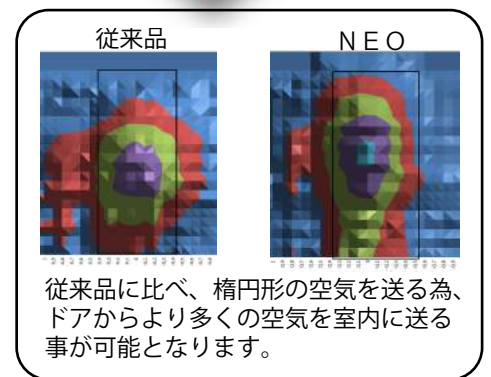 従来品
NEO
従来品に比べ、楕円形の空気を送る為、
ドアからより多くの空気を室内に送る
事が可能となります。